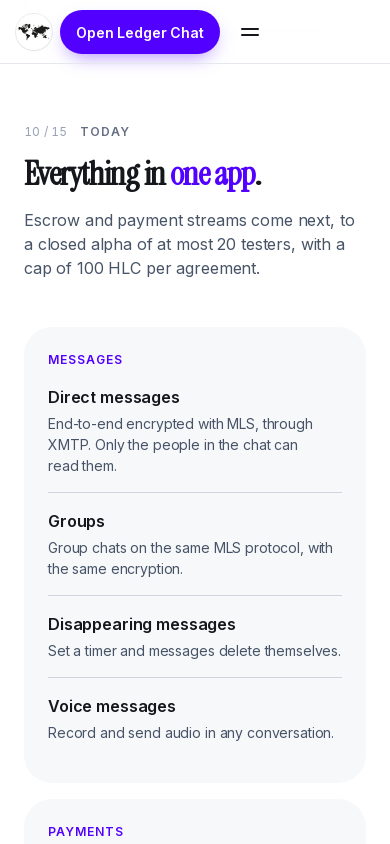 Open Ledger Chat
10 / 15 TODAY
Everything in one app.
Escrow and payment streams come next, to
a closed alpha of at most 20 testers, with a
cap of 100 HLC per agreement.
MESSAGES
Direct messages
End-to-end encrypted with MLS, through
XMTP. Only the people in the chat can
read them.
Groups
Group chats on the same MLS protocol, with
the same encryption.
Disappearing messages
Set a timer and messages delete themselves.
Voice messages
Record and send audio in any conversation.
PAYMENTS